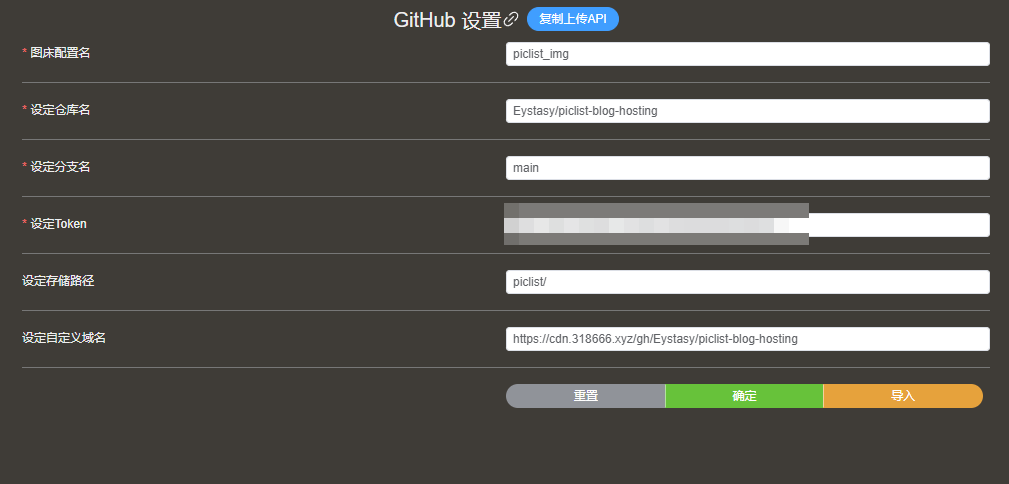 GitHub 设置 复制上传API
* 图床配置名 piclist_img
* 设定仓库名 Eystasy/piclist-blog-hosting
* 设定分支名 main
* 设定Token
设定存储路径 piclist/
设定自定义域名 https://cdn.318666.xyz/gh/Eystasy/piclist-blog-hosting
重置 确定 导入